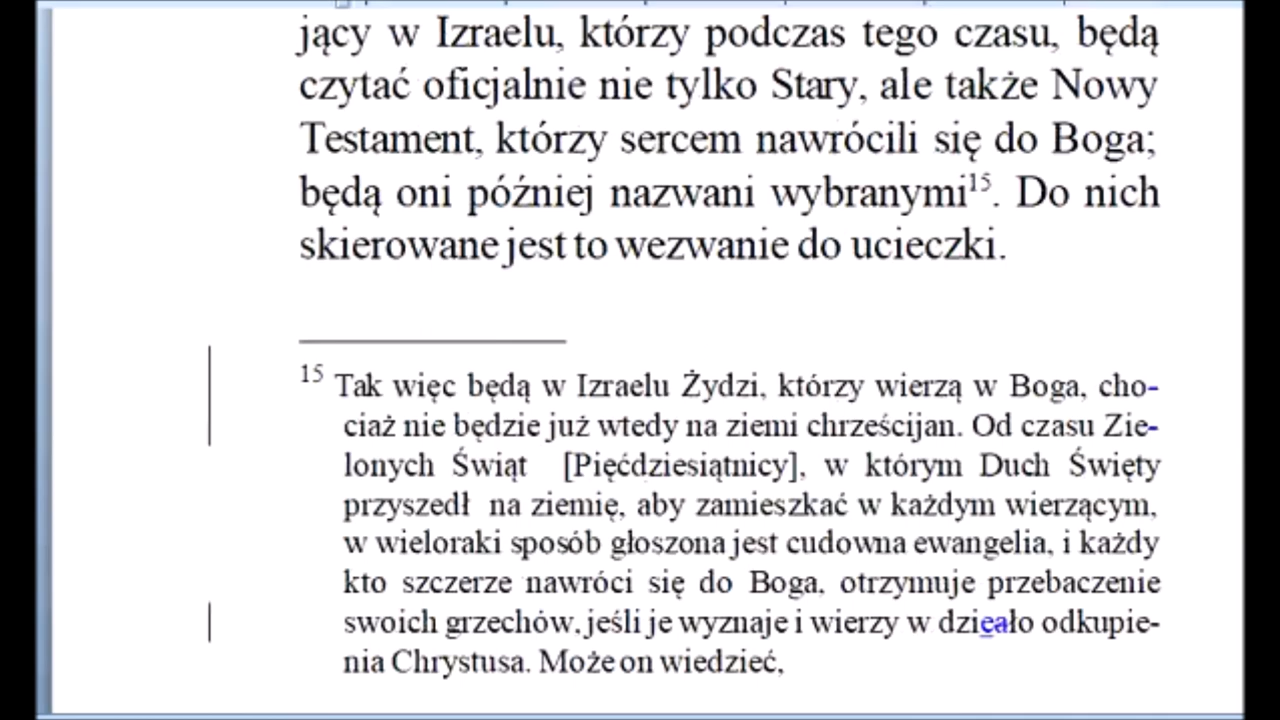 jący w Izraelu, którzy podczas tego czasu, będą
czytać oficjalnie nie tylko Stary, ale także Nowy
Testament, którzy sercem nawrócili się do Boga;
będą oni później nazwani wybranymi15. Do nich
skierowane jest to wezwanie do ucieczki.
15 Tak więc będą w Izraelu Żydzi, którzy wierzą w Boga, cho-
ciaż nie będzie już wtedy na ziemi chrześcijan. Od czasu Zie-
lonych Świąt [Pięćdziesiątnicy], w którym Duch Święty
przyszedł na ziemię, aby zamieszkać w każdym wierzącym,
w wieloraki sposób głoszona jest cudowna ewangelia, i każdy
kto szczerze nawróci się do Boga, otrzymuje przebaczenie
swoich grzechów, jeśli je wyznaje i wierzy w dzieało odkupie-
nia Chrystusa. Może on wiedzieć,